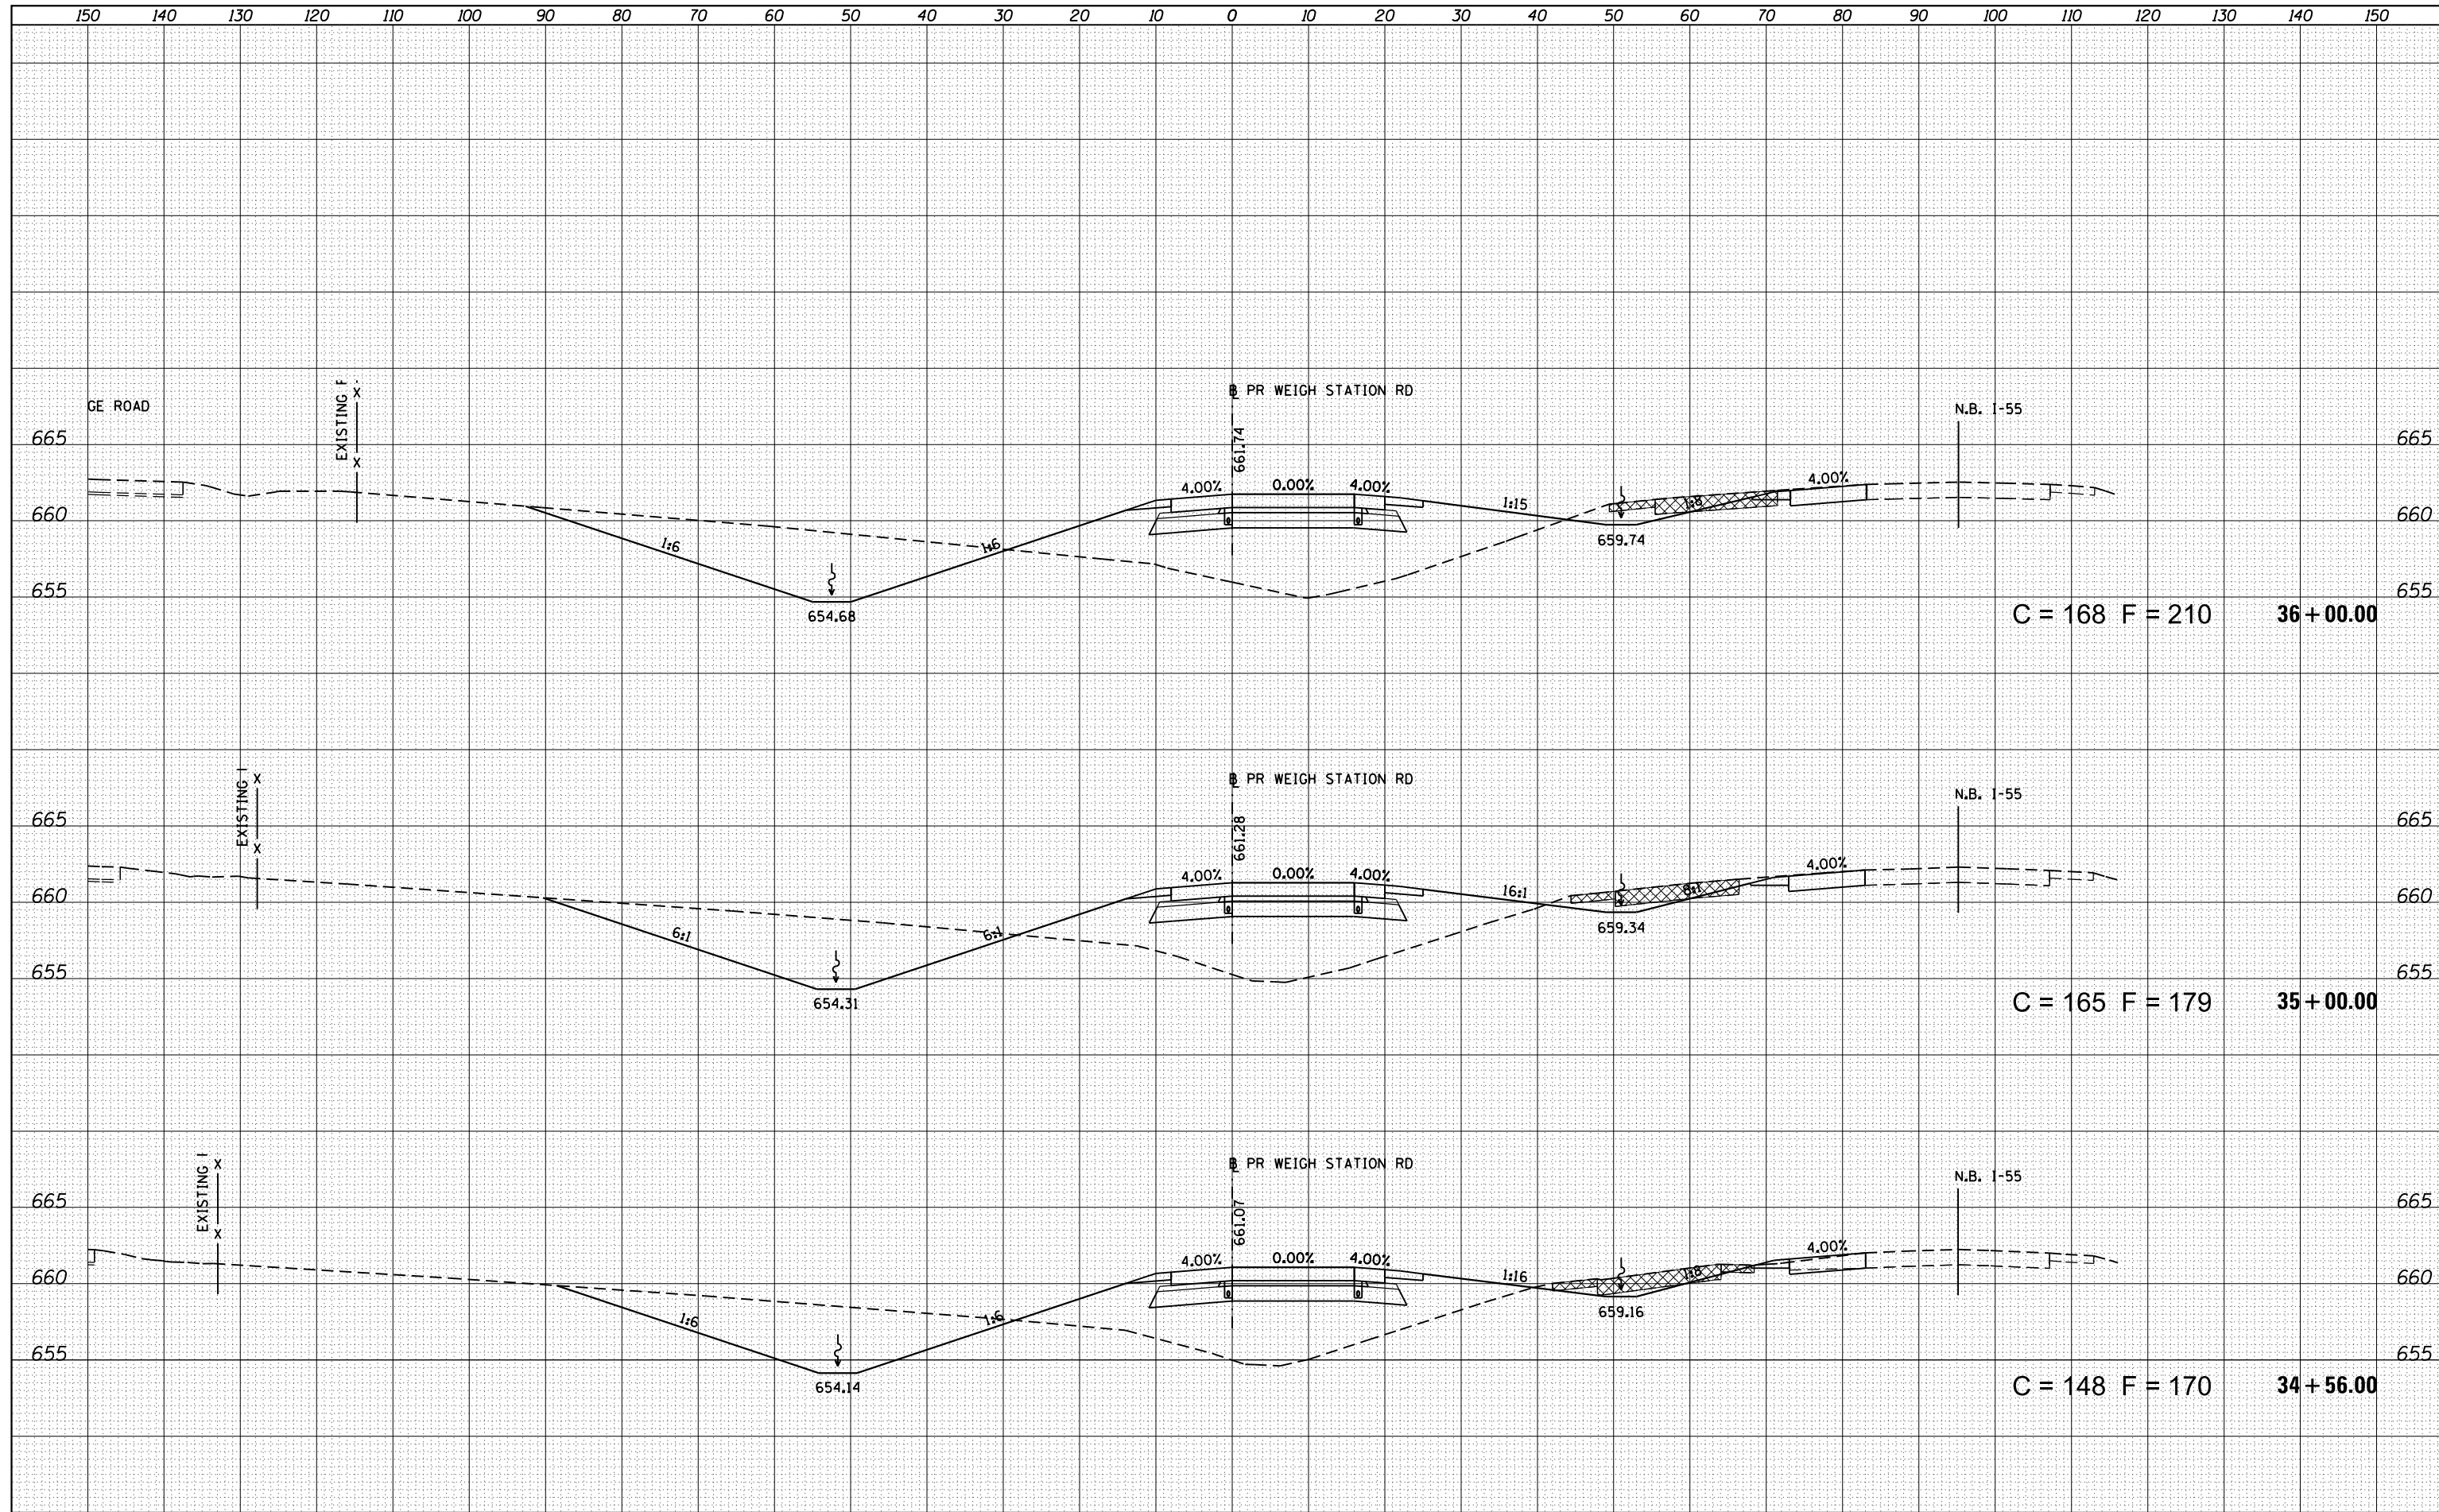 150 140 130 120 110 100 90 80 70 60 50 40 30 20 10 0 10 20 30 40 50 60 70 80 90 100 110 120 130 140 150
GE ROAD
EXISTING
X
X
PR WEIGH STATION RD
661.74
N.B. I-55
665 665
4.00% 0.00% 4.00% 1:15 1:8 4.00%
660 660
1:6 1:6
659.74
655 655
654.68
C = 168 F = 210 36+00.00
EXISTING
X
X
PR WEIGH STATION RD
661.28
N.B. I-55
665 665
4.00% 0.00% 4.00% 16:1 8:1 4.00%
660 660
6:1 6:1
659.34
655 655
654.31
C = 165 F = 179 35+00.00
EXISTING
X
X
PR WEIGH STATION RD
661.07
N.B. I-55
665 665
4.00% 0.00% 4.00% 1:16 1:8 4.00%
660 660
1:6 1:6
659.16
655 655
654.14
C = 148 F = 170 34+56.00